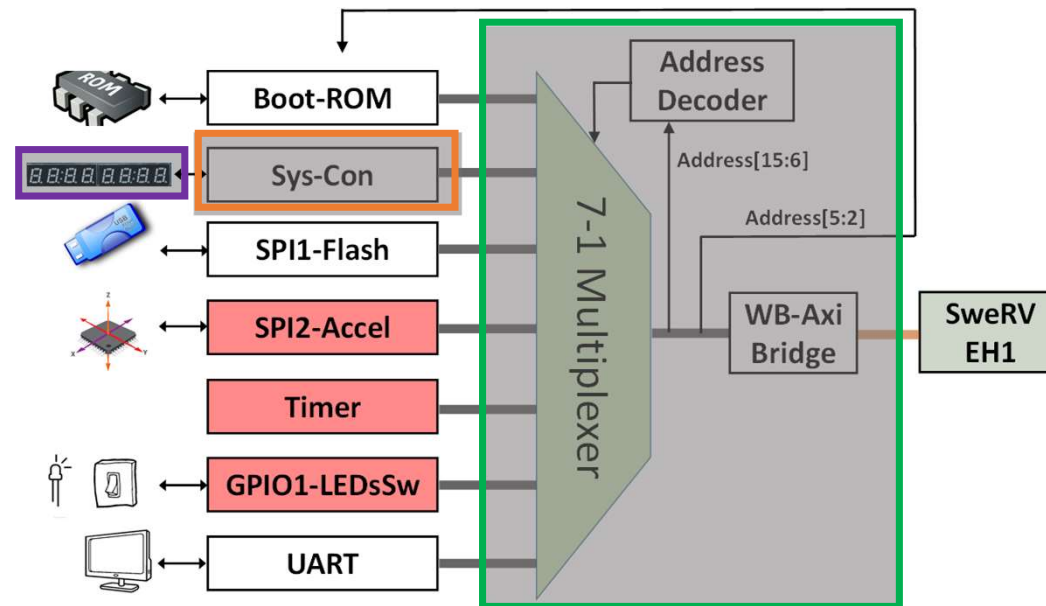 ROM
Boot-ROM
Address
Decoder
Address[15:6]
Sys-Con
Address[5:2]
USB
SPI1-Flash
7-1 Multiplexer
Z
SPI2-Accel
X
Y
WB-Axi
Bridge
SweRV
EH1
Timer
GPIO1-LEDsSw
UART